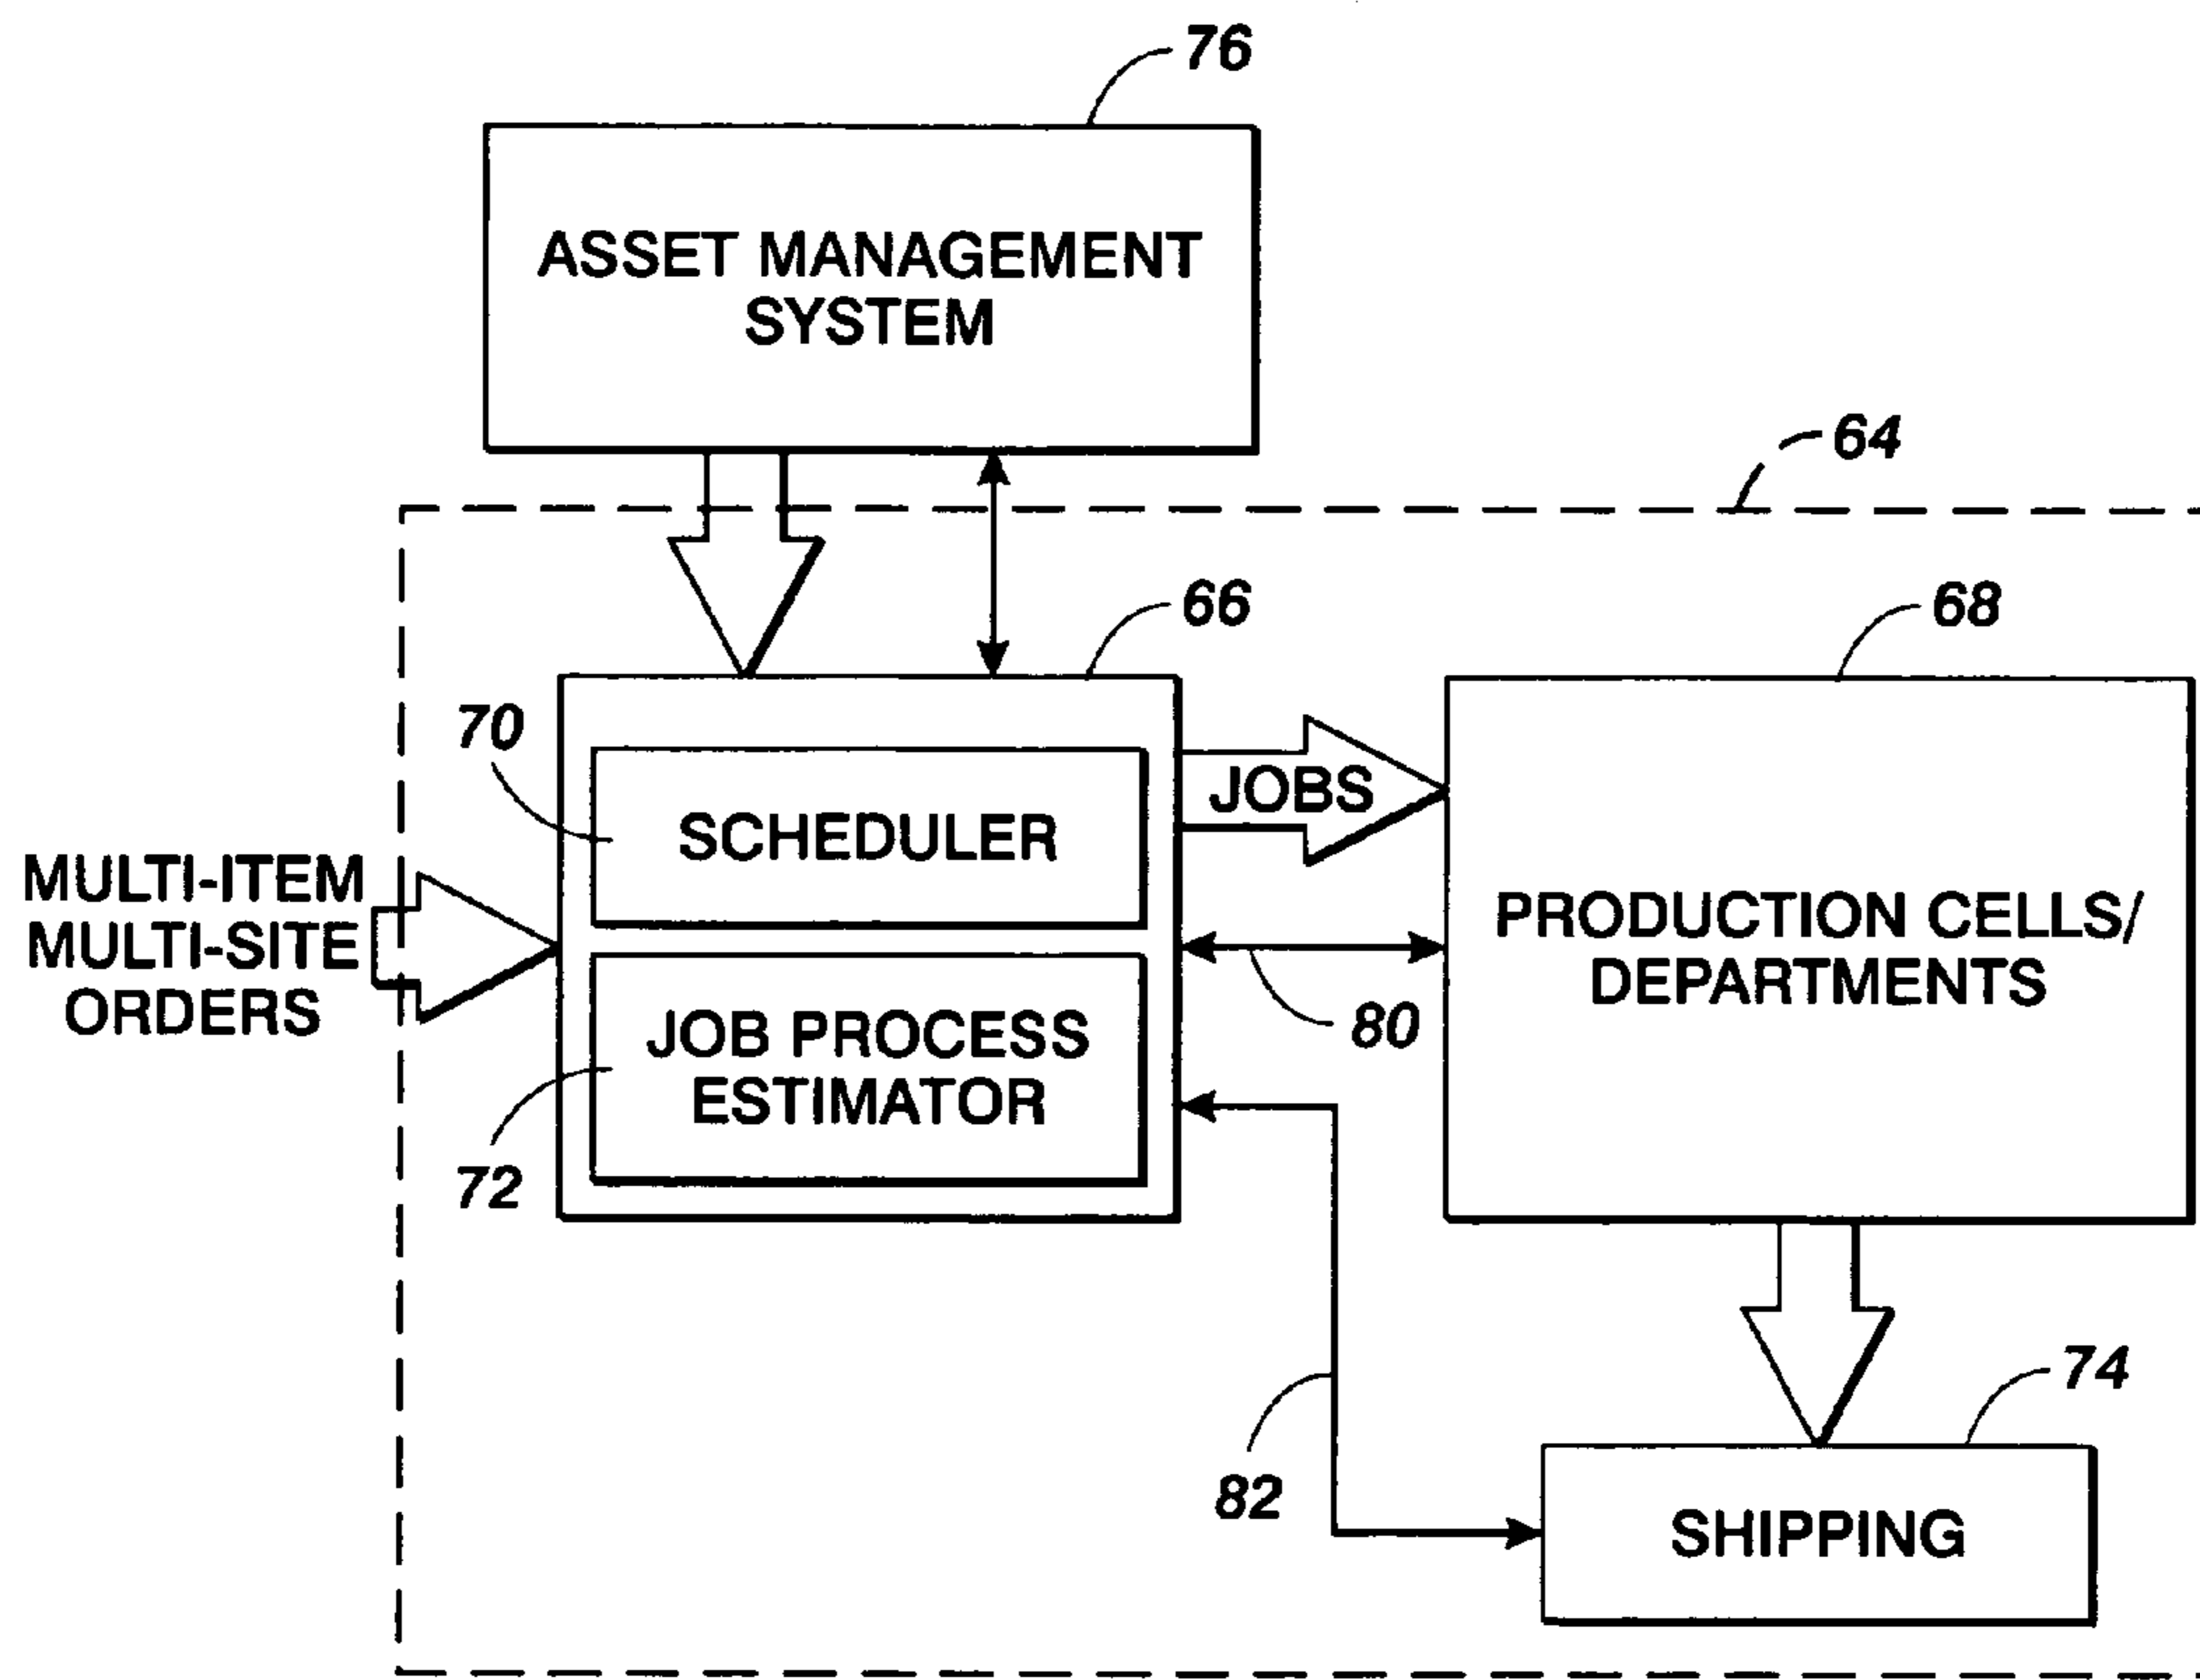 76
ASSET MANAGEMENT
SYSTEM
64
66
68
70
SCHEDULER
JOBS
MULTI-ITEM
MULTI-SITE
ORDERS
PRODUCTION CELLS/
DEPARTMENTS
80
JOB PROCESS
ESTIMATOR
72
74
82
SHIPPING